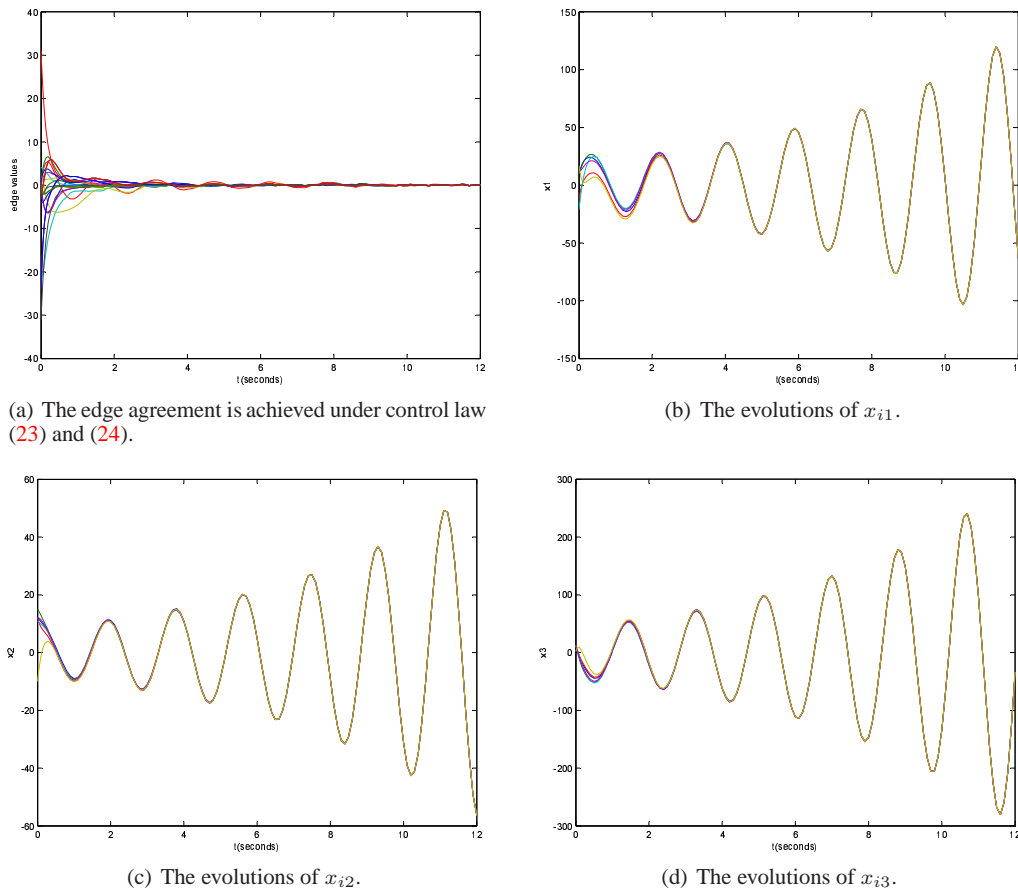 40
30
20
10
0
-10
-20
-30
-40
edge values
0 2 4 6 8 10 12
t(seconds)
(a) The edge agreement is achieved under control law
(23) and (24).
150
100
50
0
-50
-100
-150
x1
0 2 4 6 8 10 12
t(seconds)
(b) The evolutions of x_{i1}.
60
40
20
0
-20
-40
-60
x2
0 2 4 6 8 10 12
t(seconds)
(c) The evolutions of x_{i2}.
300
200
100
0
-100
-200
-300
x3
0 2 4 6 8 10 12
t(seconds)
(d) The evolutions of x_{i3}.